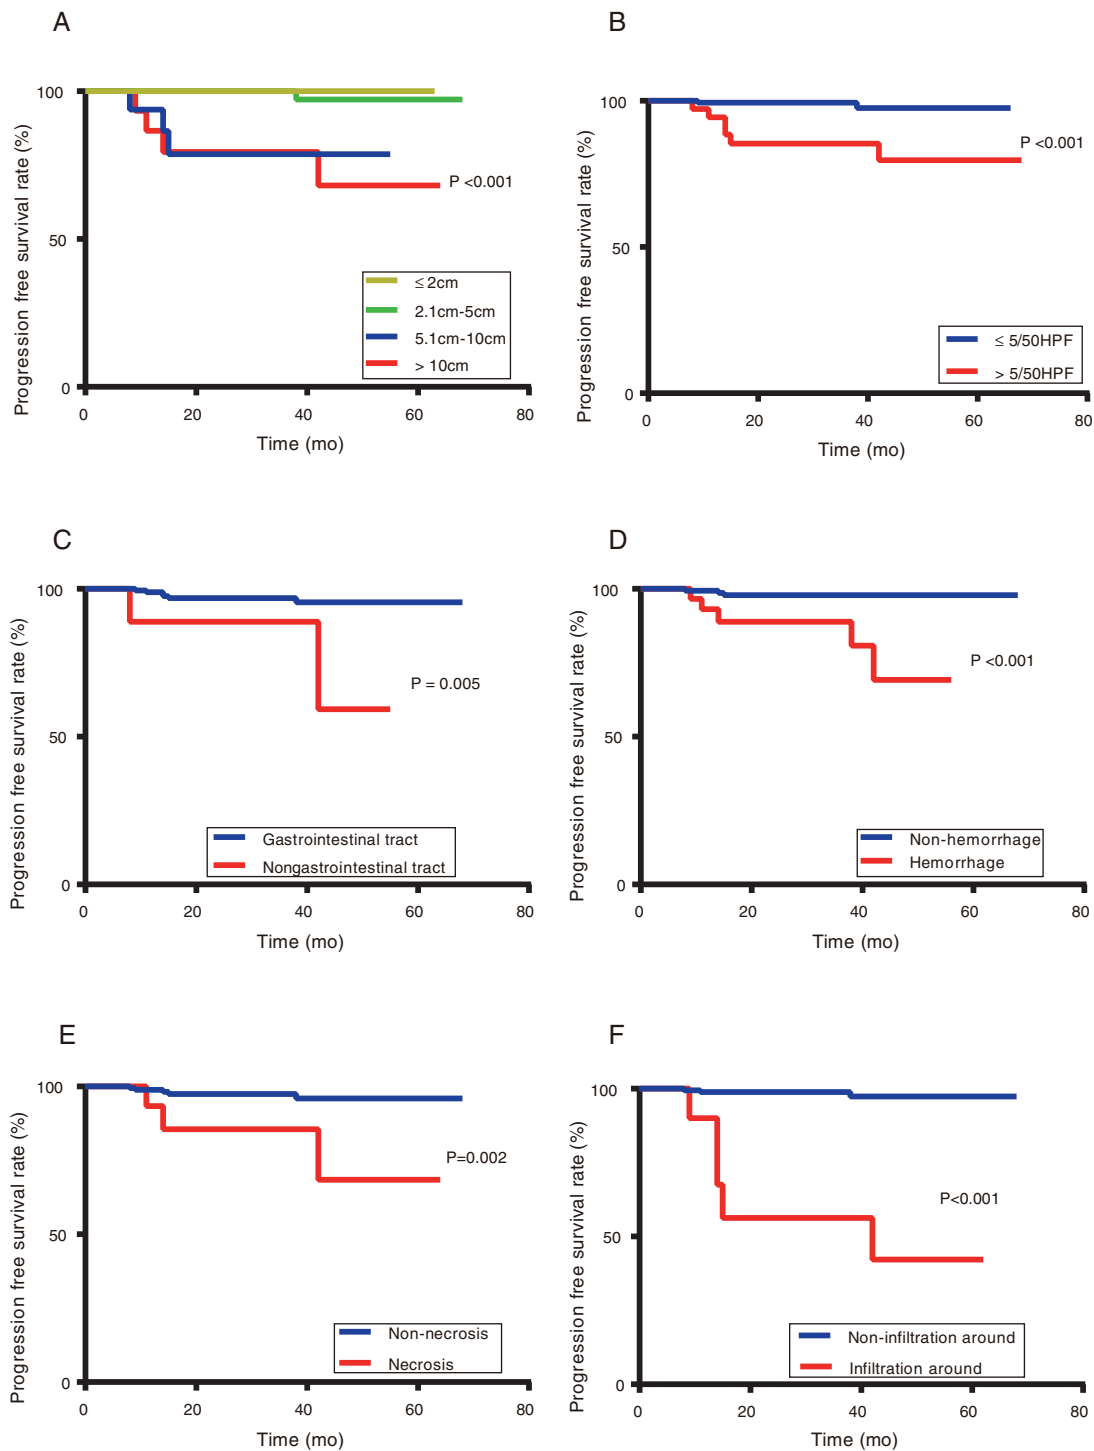 A
Progression free survival rate (%)
100
50
0
0 20 40 60 80
Time (mo)
P <0.001
≤ 2cm
2.1cm-5cm
5.1cm-10cm
> 10cm
B
Progression free survival rate (%)
100
50
0
0 20 40 60 80
Time (mo)
P <0.001
≤ 5/50HPF
> 5/50HPF
C
Progression free survival rate (%)
100
50
0
0 20 40 60 80
Time (mo)
P = 0.005
Gastrointestinal tract
Nongastrointestinal tract
D
Progression free survival rate (%)
100
50
0
0 20 40 60 80
Time (mo)
P <0.001
Non-hemorrhage
Hemorrhage
E
Progression free survival rate (%)
100
50
0
0 20 40 60 80
Time (mo)
P=0.002
Non-necrosis
Necrosis
F
Progression free survival rate (%)
100
50
0
0 20 40 60 80
Time (mo)
P<0.001
Non-infiltration around
Infiltration around